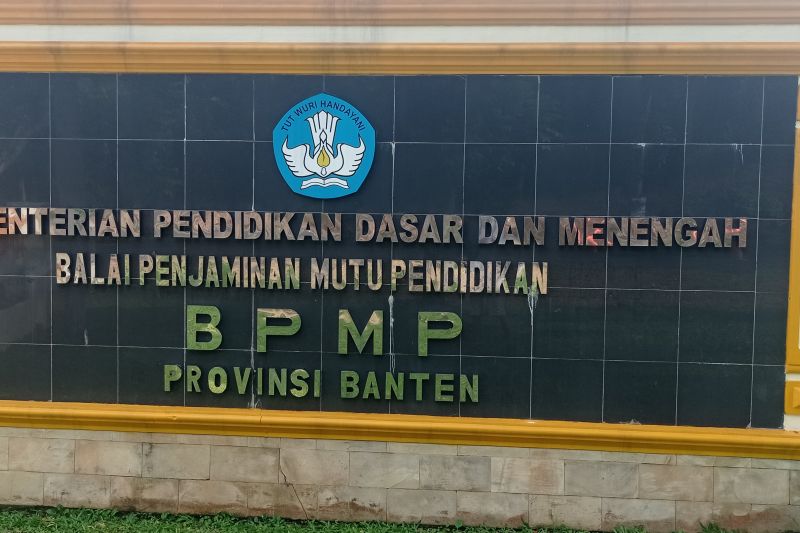 TUT WURI HANDAYANI
ENTERIAN PENDIDIKAN DASAR DAN MENENGAH
BALAI PENJAMINAN MUTU PENDIDIKAN
BPMP
PROVINSI BANTEN